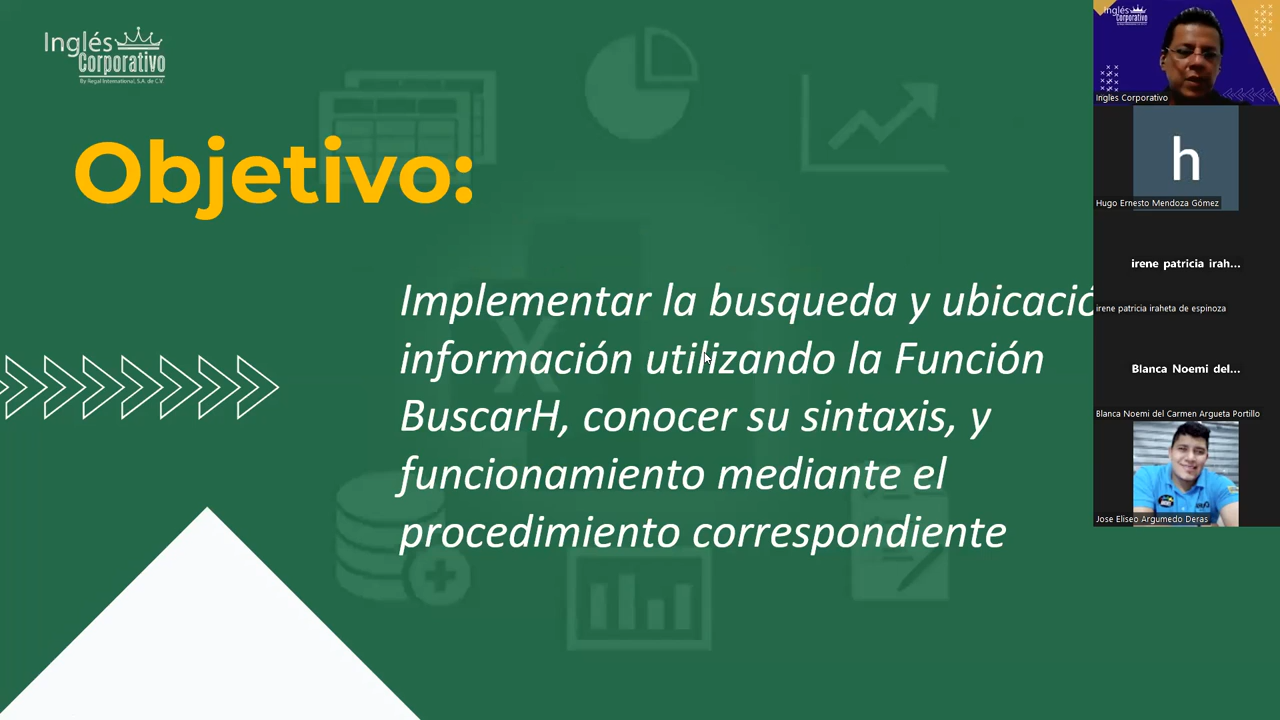 Inglés
Corporativo
By Regal International, S.A. de C.V.
Objetivo:
Implementar la busqueda y ubicació
información utilizando la Función
BuscarH, conocer su sintaxis, y
funcionamiento mediante el
procedimiento correspondiente
Inglés
Corporativo
Ingles Corporativo
h
Hugo Ernesto Mendoza Gómez
irene patricia irah...
irene patricia iraheta de espinoza
Blanca Noemi del...
Blanca Noemi del Carmen Argueta Portillo
Jose Eliseo Argumedo Deras